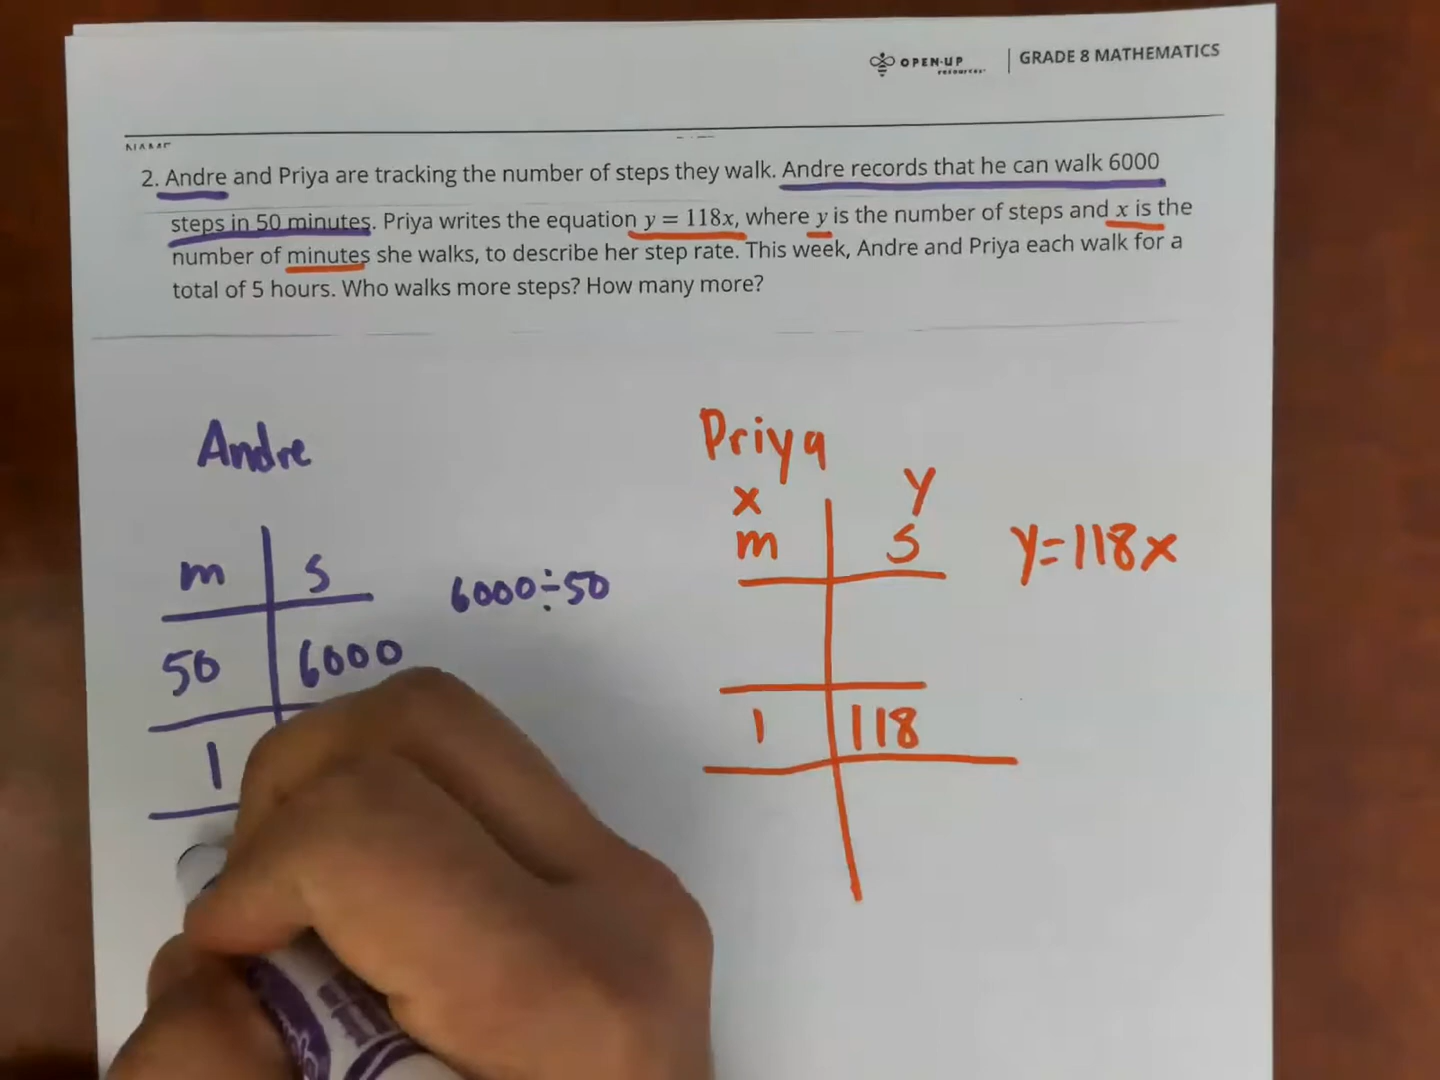 OPEN-UP resources | GRADE 8 MATHEMATICS
2. Andre and Priya are tracking the number of steps they walk. Andre records that he can walk 6000
steps in 50 minutes. Priya writes the equation y = 118x, where y is the number of steps and x is the
number of minutes she walks, to describe her step rate. This week, Andre and Priya each walk for a
total of 5 hours. Who walks more steps? How many more?
Andre
m s
6000÷50
50 6000
1
Priya
x y
m s
y=118x
1 118